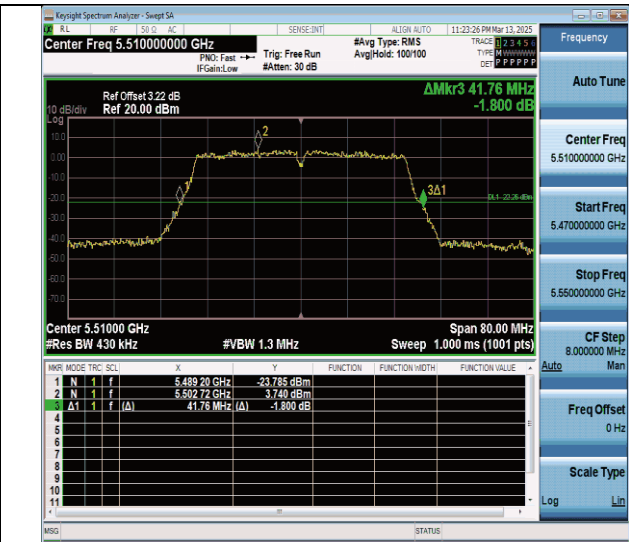 Keysight Spectrum Analyzer - Swept SA
RL RF 50 Ω AC SENSE:INT ALIGN AUTO 11:23:26 PM Mar 13, 2025
Center Freq 5.510000000 GHz #Avg Type: RMS TRACE 1 2 3 4 5 6
PNO: Fast Trig: Free Run Avg|Hold: 100/100 TYPE M W W W W W
IFGain:Low #Atten: 30 dB DET P P P P P P
ΔMkr3 41.76 MHz
-1.800 dB
Ref Offset 3.22 dB
10 dB/div Ref 20.00 dBm
Log
10.0
0.00
-10.0
-20.0
-30.0
-40.0
-50.0
-60.0
-70.0
2
3Δ1
Center 5.51000 GHz Span 80.00 MHz
#Res BW 430 kHz #VBW 1.3 MHz Sweep 1.000 ms (1001 pts)
MKR MODE TRC SCL X Y FUNCTION FUNCTION WIDTH FUNCTION VALUE
1 N 1 f 5.489 20 GHz -23.785 dBm
2 N 1 f 5.502 72 GHz 3.740 dBm
3 Δ1 1 f (Δ) 41.76 MHz (Δ) -1.800 dB
4
5
6
7
8
9
10
11
MSG STATUS
Frequency
Auto Tune
Center Freq
5.510000000 GHz
Start Freq
5.470000000 GHz
Stop Freq
5.550000000 GHz
CF Step
8.000000 MHz
Auto Man
Freq Offset
0 Hz
Scale Type
Log Lin